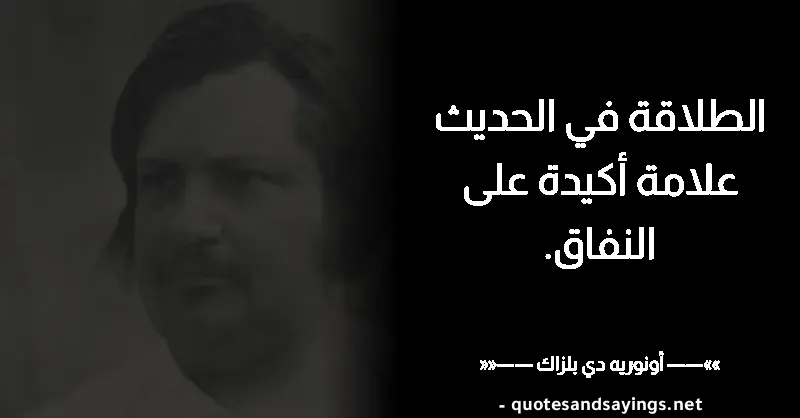 الطلاقة في الحديث
علامة أكيدة على
النفاق.
»»——— أونوريه دي بلزاك ———««
- quotesandsayings.net